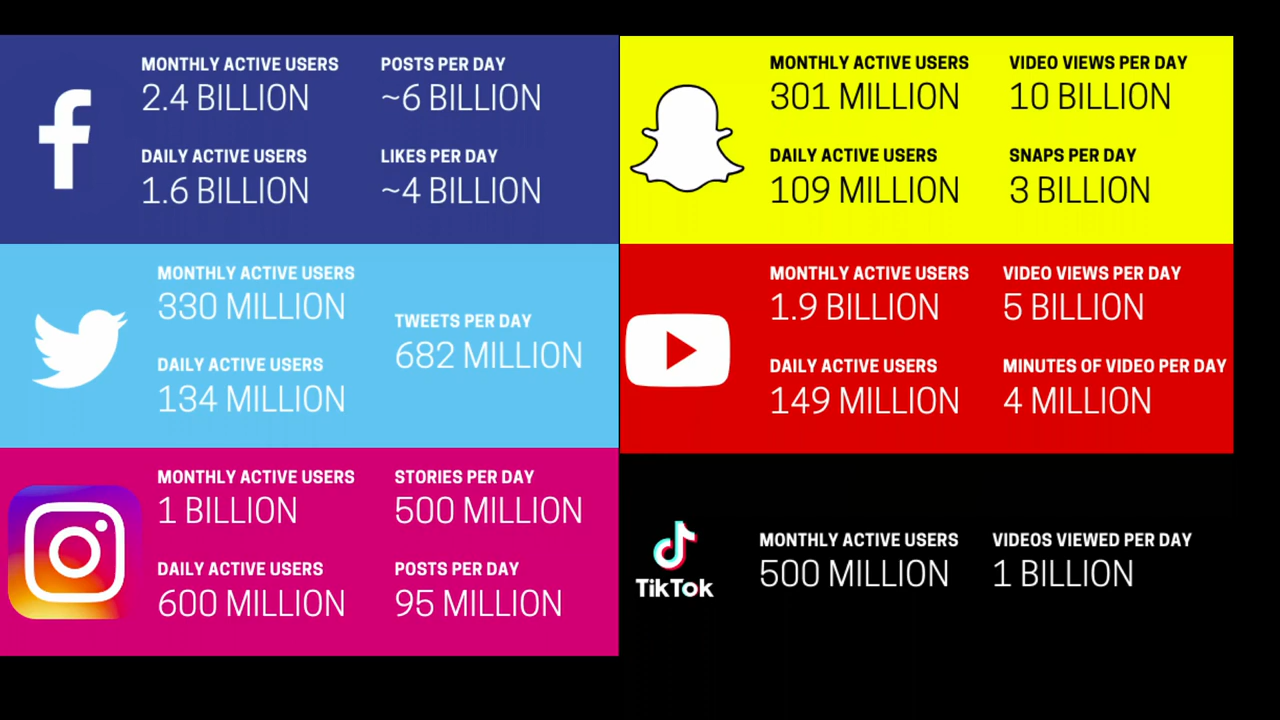 MONTHLY ACTIVE USERS
2.4 BILLION
POSTS PER DAY
~6 BILLION
DAILY ACTIVE USERS
1.6 BILLION
LIKES PER DAY
~4 BILLION
MONTHLY ACTIVE USERS
301 MILLION
VIDEO VIEWS PER DAY
10 BILLION
DAILY ACTIVE USERS
109 MILLION
SNAPS PER DAY
3 BILLION
MONTHLY ACTIVE USERS
330 MILLION
DAILY ACTIVE USERS
134 MILLION
TWEETS PER DAY
682 MILLION
MONTHLY ACTIVE USERS
1.9 BILLION
VIDEO VIEWS PER DAY
5 BILLION
DAILY ACTIVE USERS
149 MILLION
MINUTES OF VIDEO PER DAY
4 MILLION
MONTHLY ACTIVE USERS
1 BILLION
STORIES PER DAY
500 MILLION
DAILY ACTIVE USERS
600 MILLION
POSTS PER DAY
95 MILLION
TikTok
MONTHLY ACTIVE USERS
500 MILLION
VIDEOS VIEWED PER DAY
1 BILLION